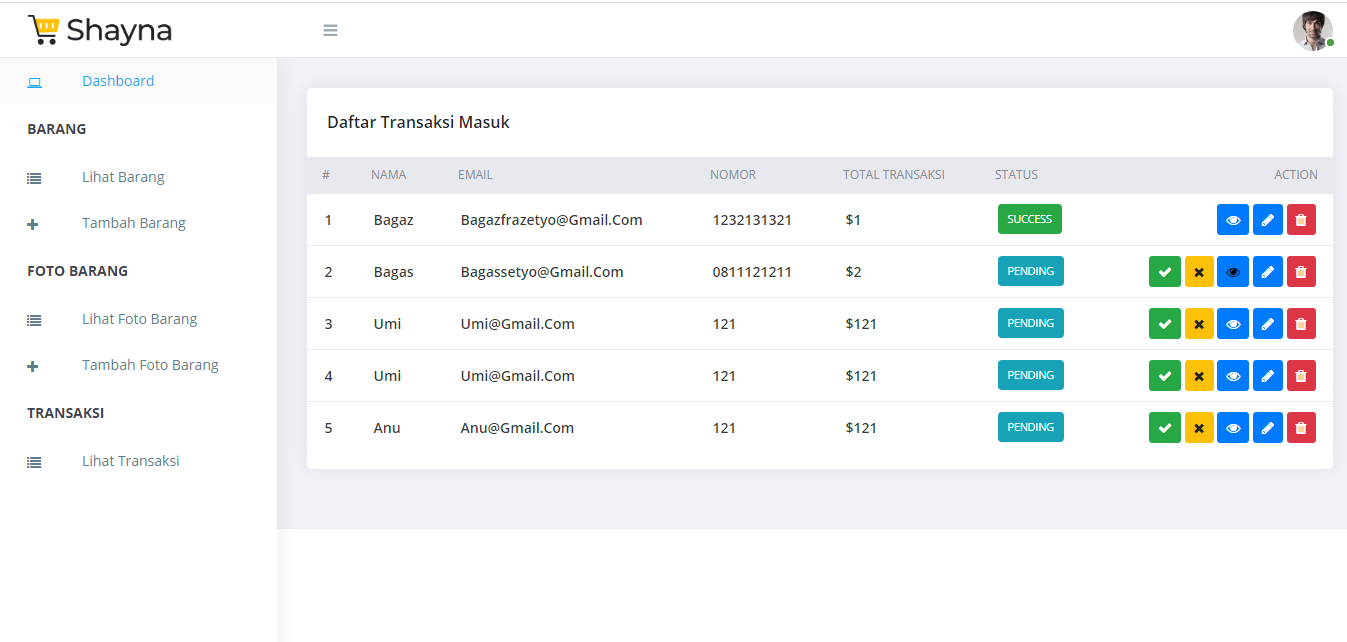 Shayna
Dashboard
BARANG
Lihat Barang
Tambah Barang
FOTO BARANG
Lihat Foto Barang
Tambah Foto Barang
TRANSAKSI
Lihat Transaksi
Daftar Transaksi Masuk
# NAMA EMAIL NOMOR TOTAL TRANSAKSI STATUS ACTION
1 Bagaz Bagazfrazetyo@Gmail.Com 1232131321 $1 SUCCESS
2 Bagas Bagassetyo@Gmail.Com 0811121211 $2 PENDING
3 Umi Umi@Gmail.Com 121 $121 PENDING
4 Umi Umi@Gmail.Com 121 $121 PENDING
5 Anu Anu@Gmail.Com 121 $121 PENDING